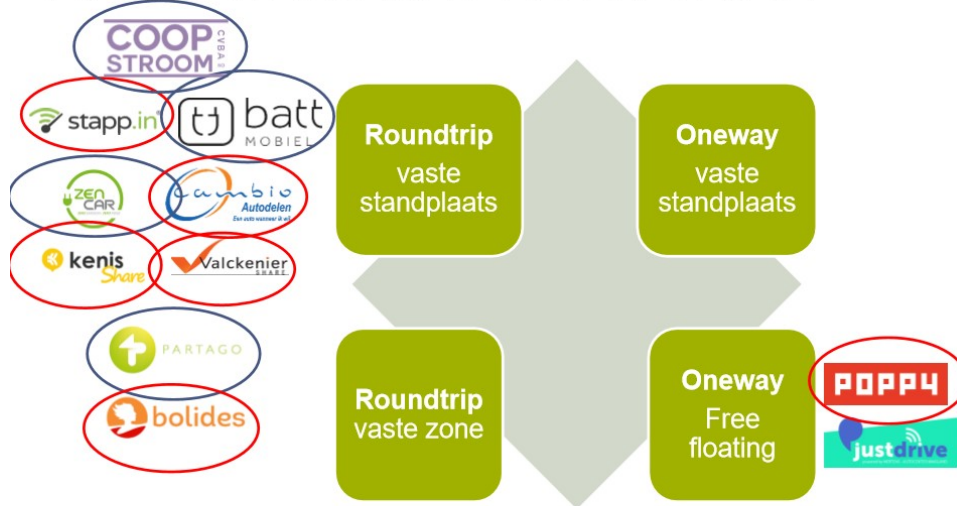 COOP
STROOM
CVBA
stapp.in
batt
MOBIEL
ZEN
CAR
cambio
Autodelen
Een auto wanneer ik wil
kenis
Share
Valckenier
SHARE
PARTAGO
bolides
Roundtrip
vaste
standplaats
Oneway
vaste
standplaats
Roundtrip
vaste zone
Oneway
Free
floating
POPPY
justdrive